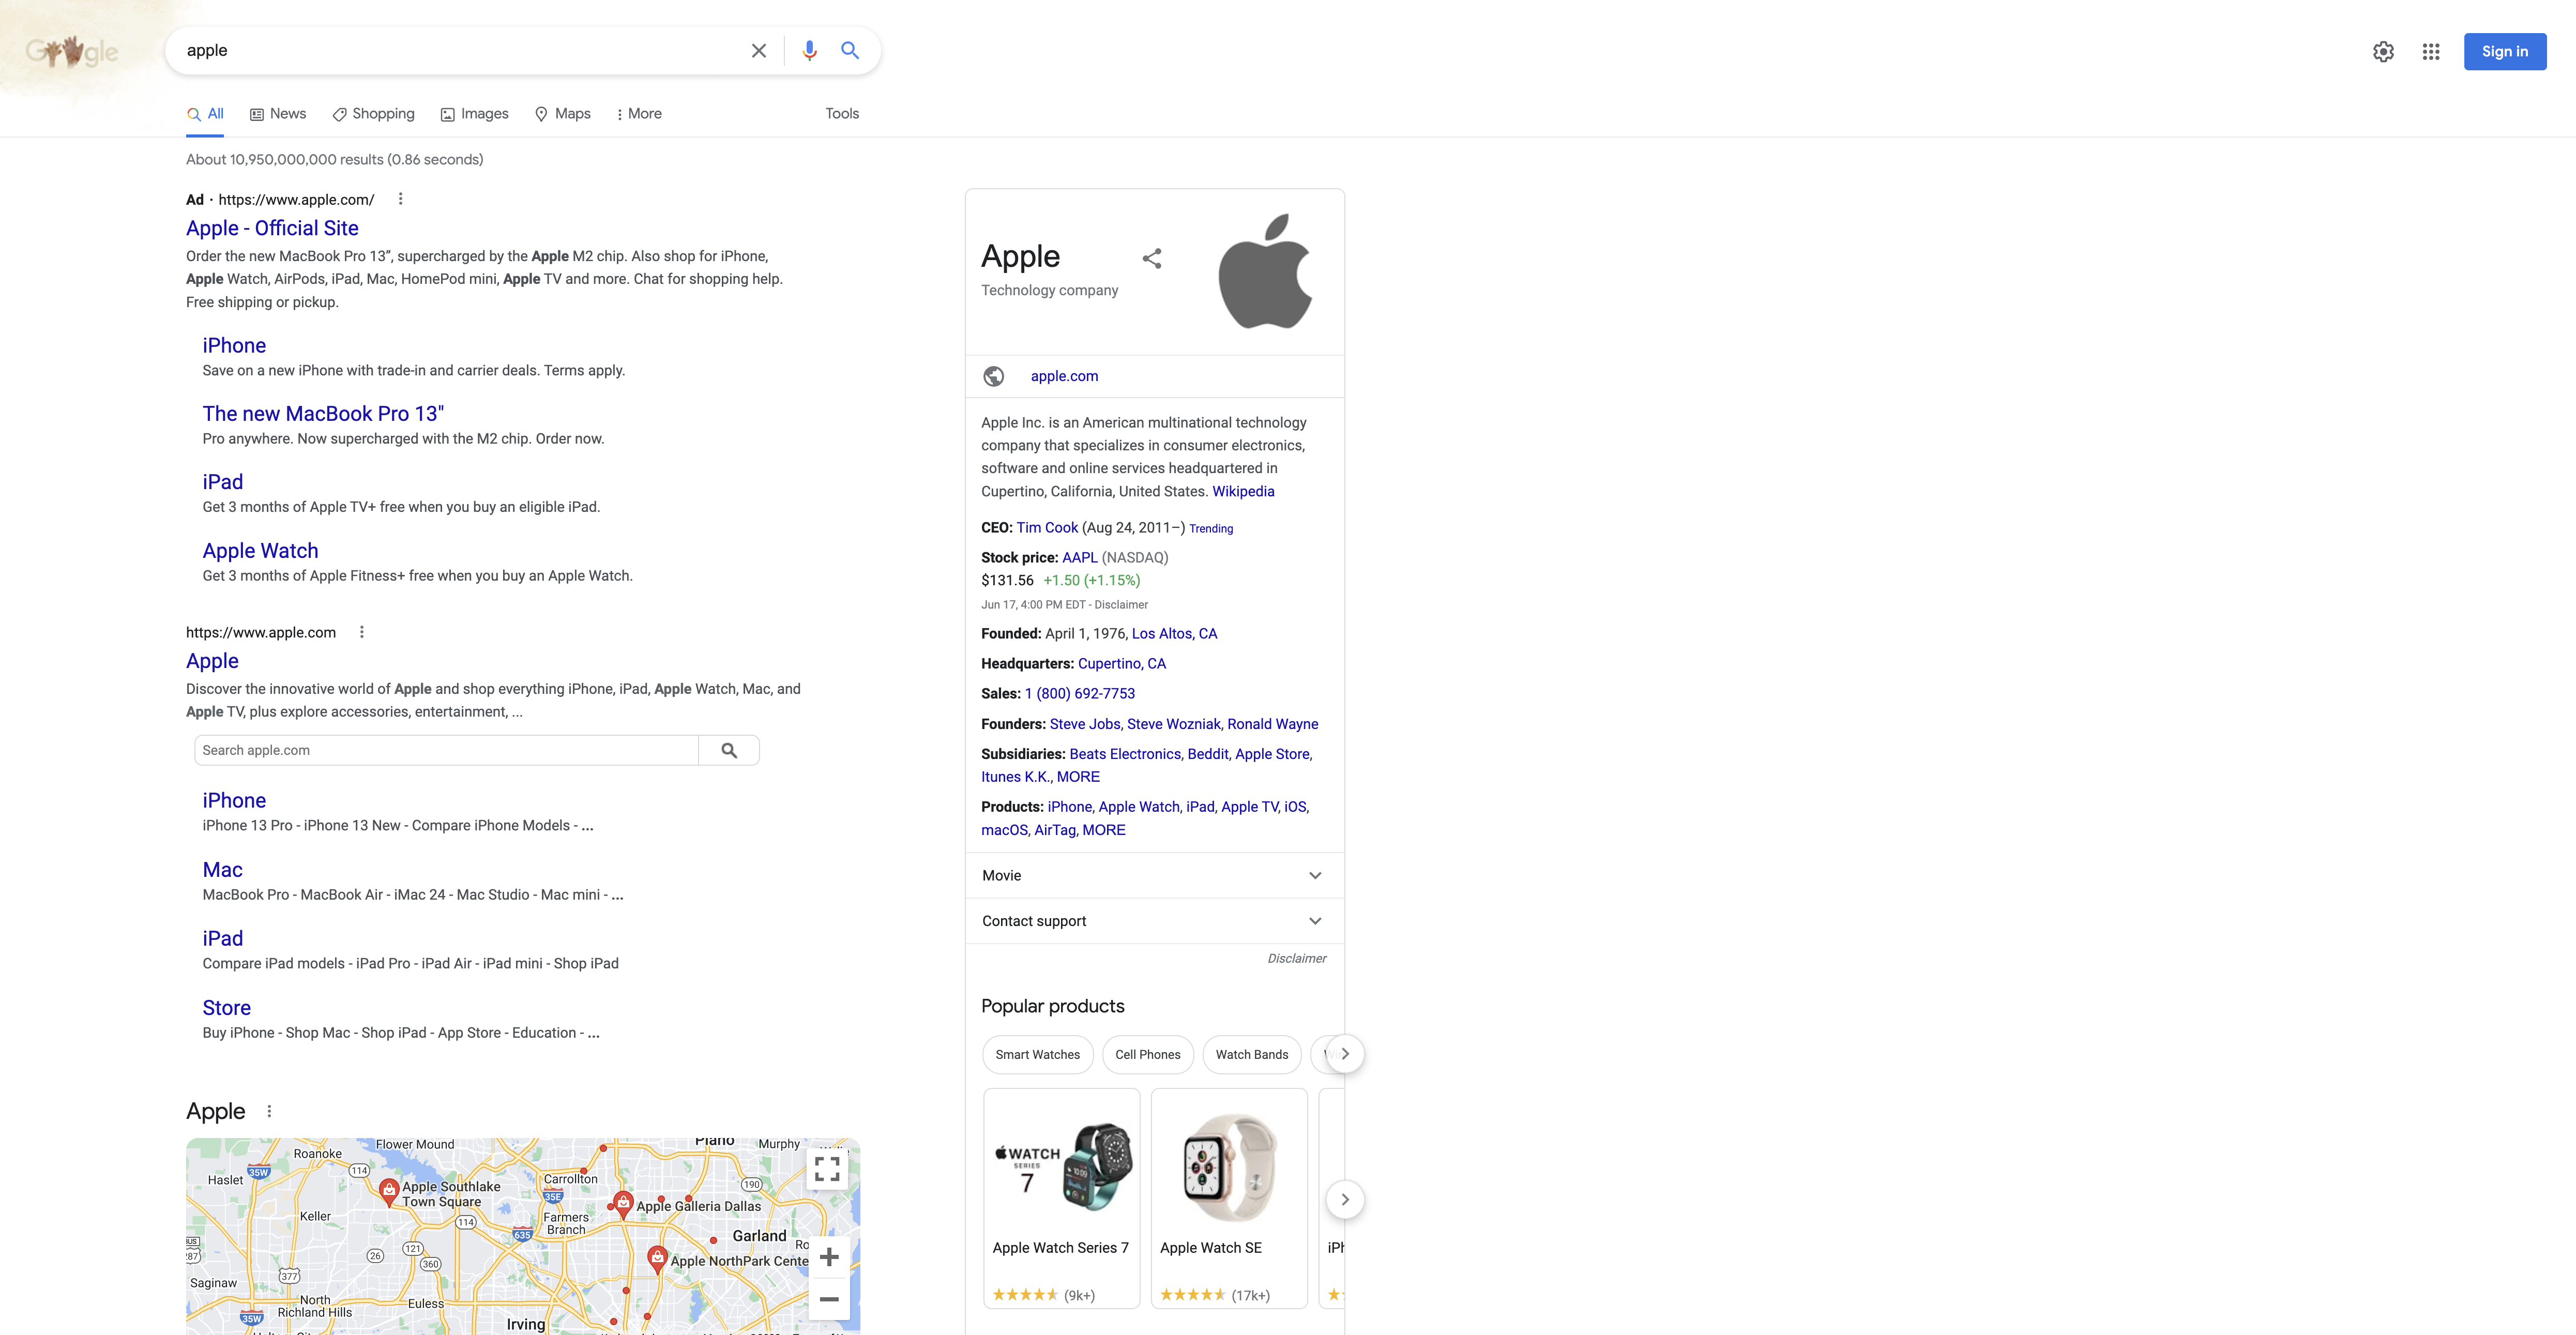 Google
apple
Sign in
All
News
Shopping
Images
Maps
More
Tools
About 10,950,000,000 results (0.86 seconds)
Ad · https://www.apple.com/
Apple - Official Site
Order the new MacBook Pro 13”, supercharged by the Apple M2 chip. Also shop for iPhone,
Apple Watch, AirPods, iPad, Mac, HomePod mini, Apple TV and more. Chat for shopping help.
Free shipping or pickup.
iPhone
Save on a new iPhone with trade-in and carrier deals. Terms apply.
The new MacBook Pro 13"
Pro anywhere. Now supercharged with the M2 chip. Order now.
iPad
Get 3 months of Apple TV+ free when you buy an eligible iPad.
Apple Watch
Get 3 months of Apple Fitness+ free when you buy an Apple Watch.
https://www.apple.com
Apple
Discover the innovative world of Apple and shop everything iPhone, iPad, Apple Watch, Mac, and
Apple TV, plus explore accessories, entertainment, ...
Search apple.com
iPhone
iPhone 13 Pro - iPhone 13 New - Compare iPhone Models - ...
Mac
MacBook Pro - MacBook Air - iMac 24 - Mac Studio - Mac mini - ...
iPad
Compare iPad models - iPad Pro - iPad Air - iPad mini - Shop iPad
Store
Buy iPhone - Shop Mac - Shop iPad - App Store - Education - ...
Apple
Flower Mound
Plano
Murphy
Roanoke
114
35W
Haslet
Carrollton
190
Apple Southlake
Town Square
35E
Apple Galleria Dallas
Keller
114
Farmers
Branch
635
Garland
121
26
360
287
Apple NorthPark Cente
377
Saginaw
North
Richland Hills
Euless
35W
Irving
Apple
Technology company
apple.com
Apple Inc. is an American multinational technology
company that specializes in consumer electronics,
software and online services headquartered in
Cupertino, California, United States. Wikipedia
CEO: Tim Cook (Aug 24, 2011–) Trending
Stock price: AAPL (NASDAQ)
$131.56 +1.50 (+1.15%)
Jun 17, 4:00 PM EDT - Disclaimer
Founded: April 1, 1976, Los Altos, CA
Headquarters: Cupertino, CA
Sales: 1 (800) 692-7753
Founders: Steve Jobs, Steve Wozniak, Ronald Wayne
Subsidiaries: Beats Electronics, Beddit, Apple Store,
Itunes K.K., MORE
Products: iPhone, Apple Watch, iPad, Apple TV, iOS,
macOS, AirTag, MORE
Movie
Contact support
Disclaimer
Popular products
Smart Watches
Cell Phones
Watch Bands
WATCH
SERIES
7
Apple Watch Series 7
(9k+)
Apple Watch SE
(17k+)